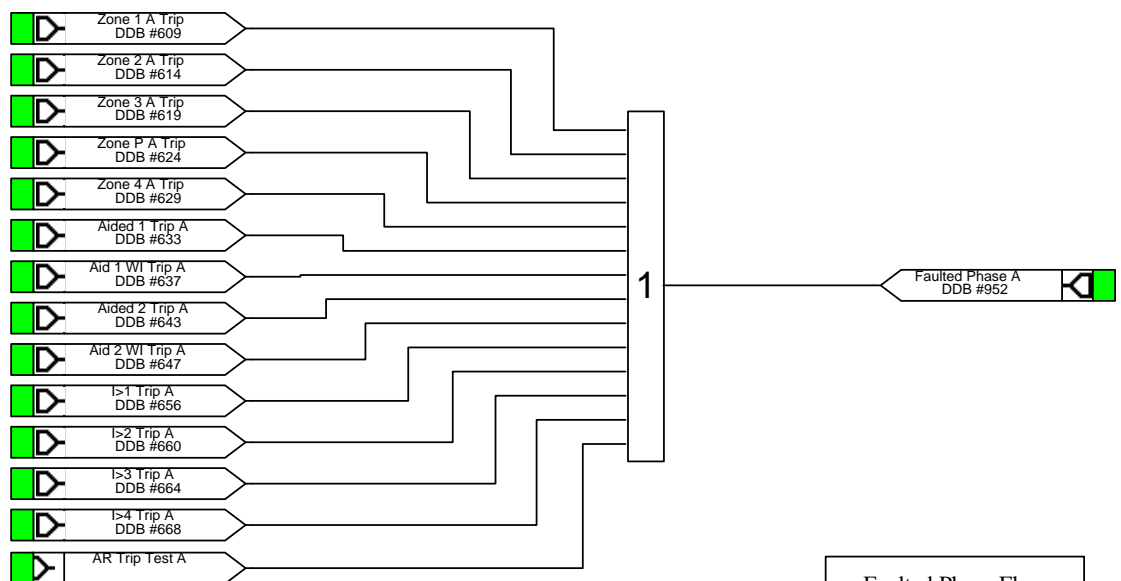 Zone 1 A Trip
DDB #609
Zone 2 A Trip
DDB #614
Zone 3 A Trip
DDB #619
Zone P A Trip
DDB #624
Zone 4 A Trip
DDB #629
Aided 1 Trip A
DDB #633
Aid 1 WI Trip A
DDB #637
Aided 2 Trip A
DDB #643
Aid 2 WI Trip A
DDB #647
I>1 Trip A
DDB #656
I>2 Trip A
DDB #660
I>3 Trip A
DDB #664
I>4 Trip A
DDB #668
AR Trip Test A
1
Faulted Phase A
DDB #952
Faulted Phase